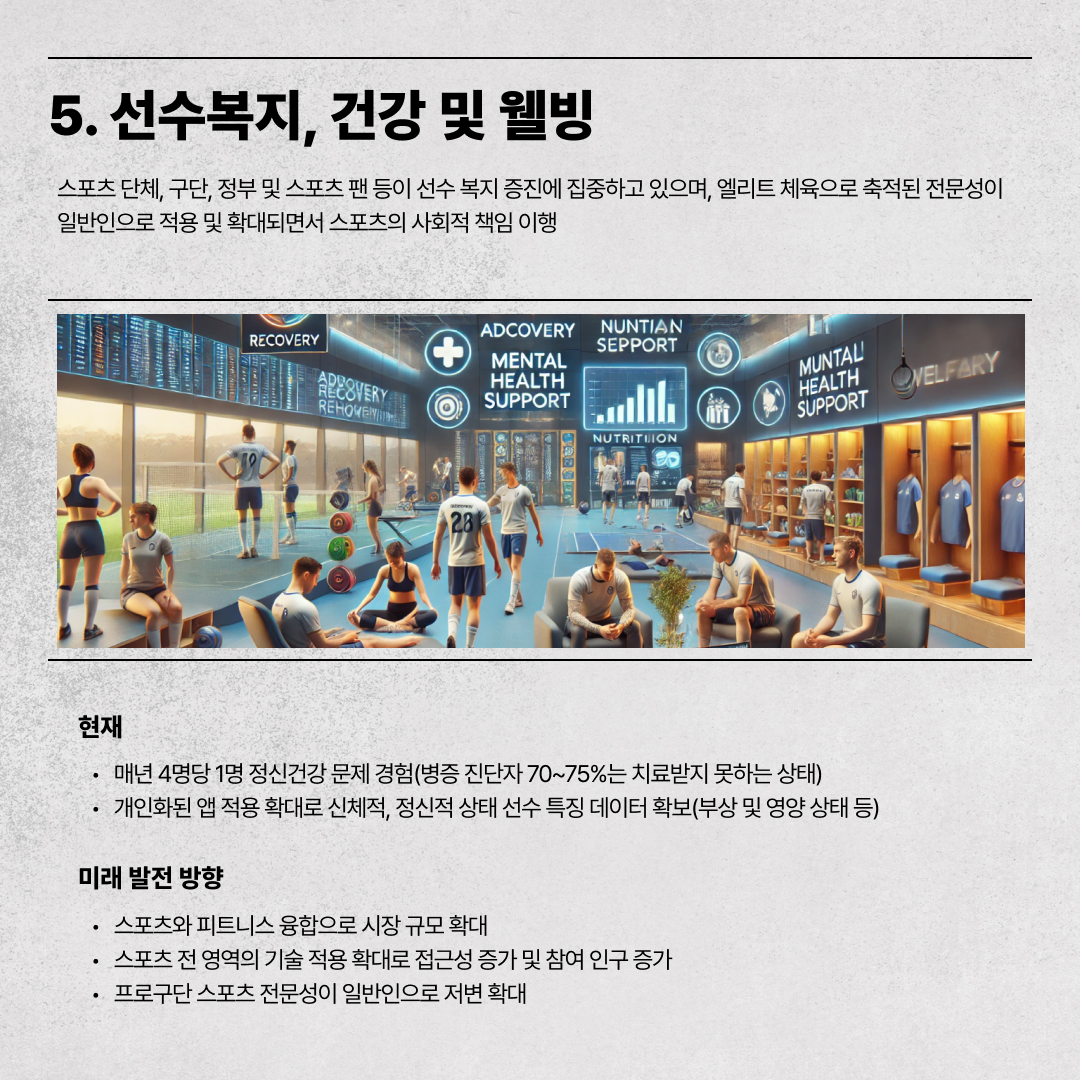 5. 선수복지, 건강 및 웰빙
스포츠 단체, 구단, 정부 및 스포츠 팬 등이 선수 복지 증진에 집중하고 있으며, 엘리트 체육으로 축적된 전문성이
일반인으로 적용 및 확대되면서 스포츠의 사회적 책임 이행
RECOVERY
ADCOVERY
MENTAL
HEALTH
SUPPORT
NUNTIAN
SEPPORT
NUTRITIION
MUNTAL
HEALTH
SUPPORT
19
28
현재
• 매년 4명당 1명 정신건강 문제 경험(병증 진단자 70~75%는 치료받지 못하는 상태)
• 개인화된 앱 적용 확대로 신체적, 정신적 상태 선수 특징 데이터 확보(부상 및 영양 상태 등)
미래 발전 방향
• 스포츠와 피트니스 융합으로 시장 규모 확대
• 스포츠 전 영역의 기술 적용 확대로 접근성 증가 및 참여 인구 증가
• 프로구단 스포츠 전문성이 일반인으로 저변 확대